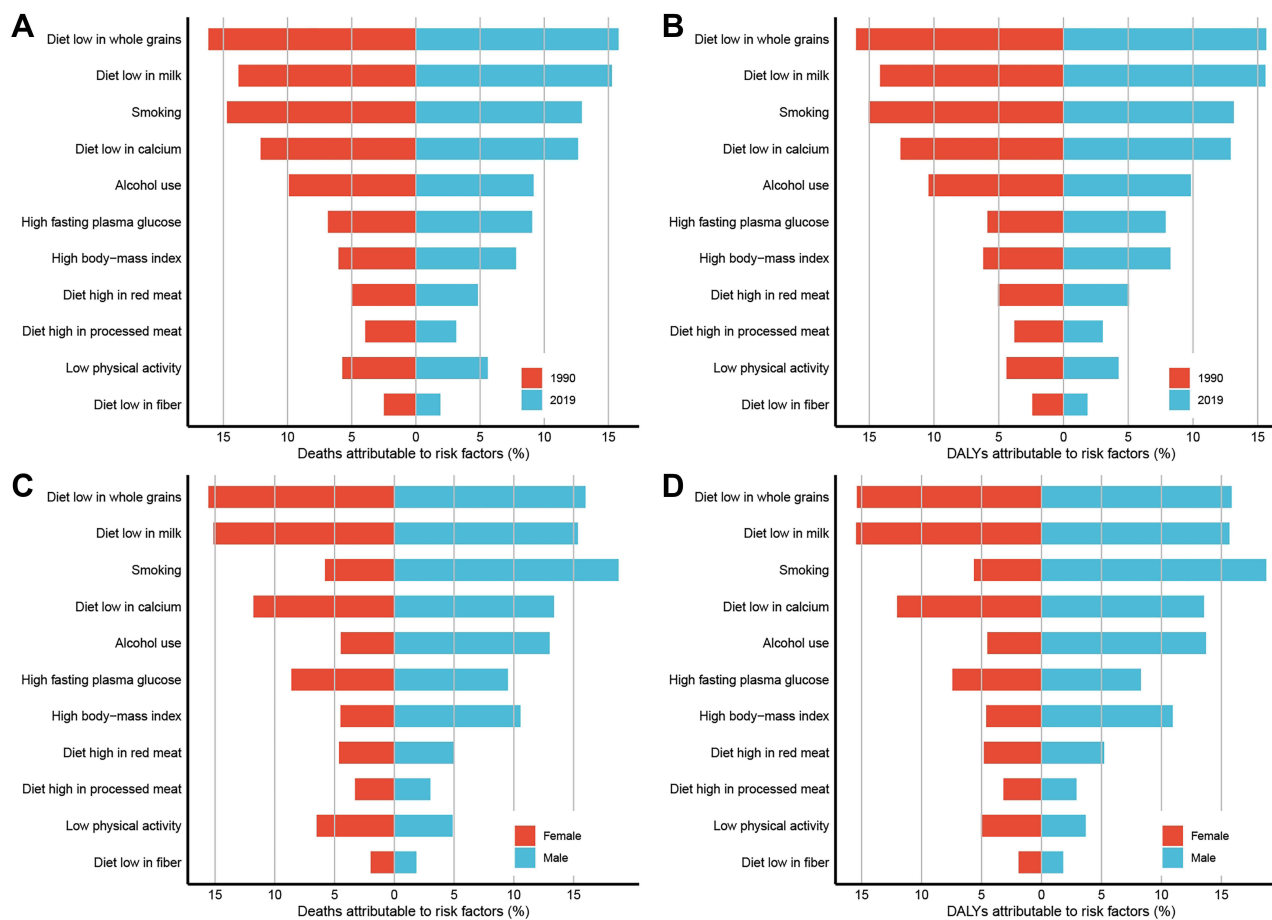 A
Diet low in whole grains
Diet low in milk
Smoking
Diet low in calcium
Alcohol use
High fasting plasma glucose
High body−mass index
Diet high in red meat
Diet high in processed meat
Low physical activity
Diet low in fiber
1990
2019
15 10 5 0 5 10 15
Deaths attributable to risk factors (%)
B
Diet low in whole grains
Diet low in milk
Smoking
Diet low in calcium
Alcohol use
High fasting plasma glucose
High body−mass index
Diet high in red meat
Diet high in processed meat
Low physical activity
Diet low in fiber
1990
2019
15 10 5 0 5 10 15
DALYs attributable to risk factors (%)
C
Diet low in whole grains
Diet low in milk
Smoking
Diet low in calcium
Alcohol use
High fasting plasma glucose
High body−mass index
Diet high in red meat
Diet high in processed meat
Low physical activity
Diet low in fiber
Female
Male
15 10 5 0 5 10 15
Deaths attributable to risk factors (%)
D
Diet low in whole grains
Diet low in milk
Smoking
Diet low in calcium
Alcohol use
High fasting plasma glucose
High body−mass index
Diet high in red meat
Diet high in processed meat
Low physical activity
Diet low in fiber
Female
Male
15 10 5 0 5 10 15
DALYs attributable to risk factors (%)